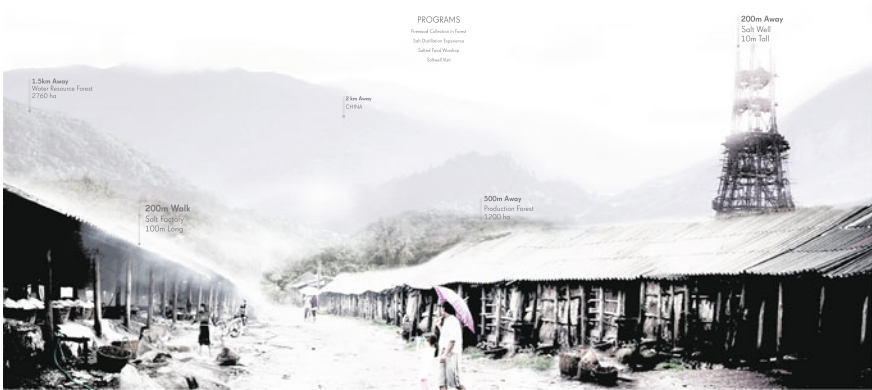 PROGRAMS
Firewood Collection in Forest
Salt Distillation Experience
Salted Food Woskop
Saltwell Visit
200m Away
Salt Well
10m Tall
1.5km Away
Water Resource Forest
2760 ha
2 km Away
CHINA
500m Away
Production Forest
1200 ha
200m Walk
Salt Factory
100m Long